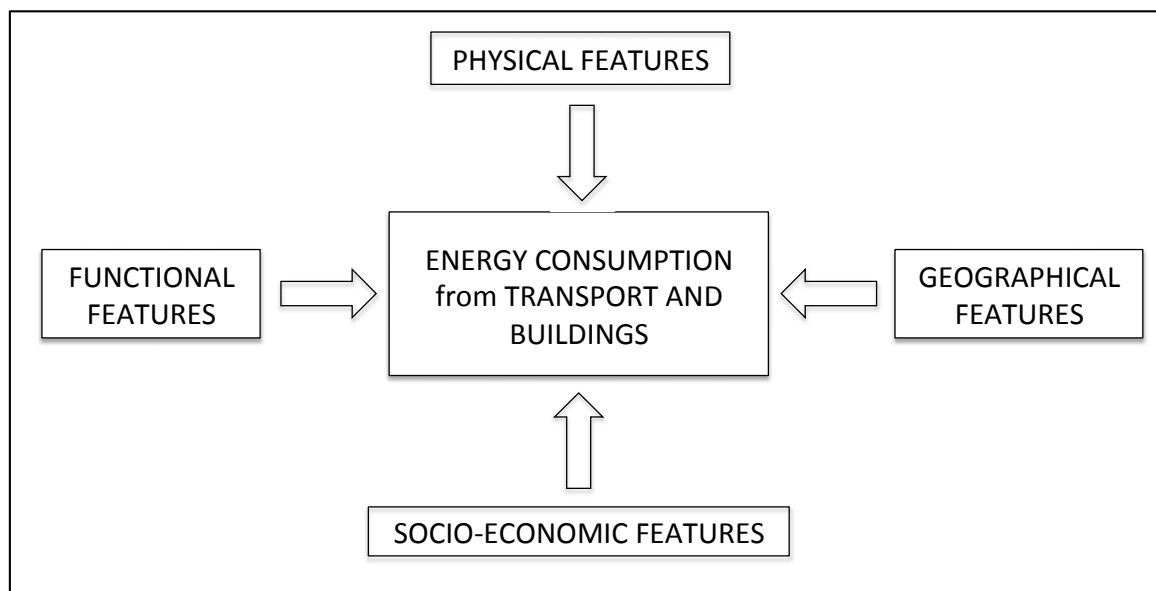 PHYSICAL FEATURES
FUNCTIONAL
FEATURES
ENERGY CONSUMPTION
from TRANSPORT AND
BUILDINGS
GEOGRAPHICAL
FEATURES
SOCIO-ECONOMIC FEATURES